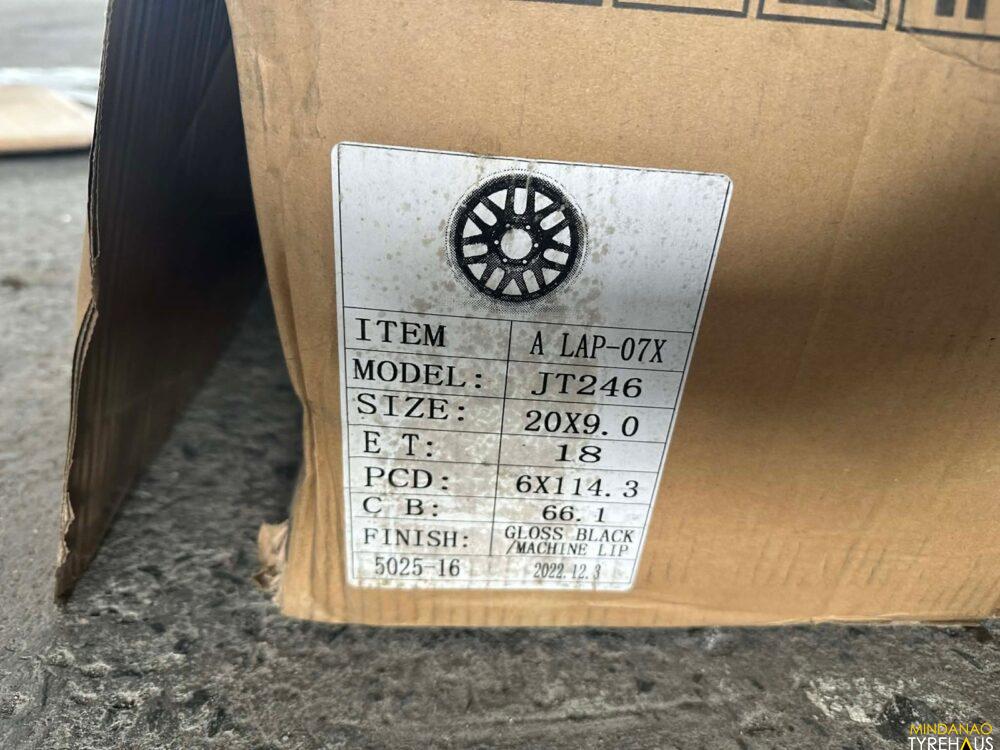 ITEM A LAP-07X
MODEL: JT246
SIZE: 20X9.0
E T: 18
PCD: 6X114.3
C B: 66.1
FINISH: GLOSS BLACK
/MACHINE LIP
5025-16 2022.12.3
MINDANAO
TYREHAUS